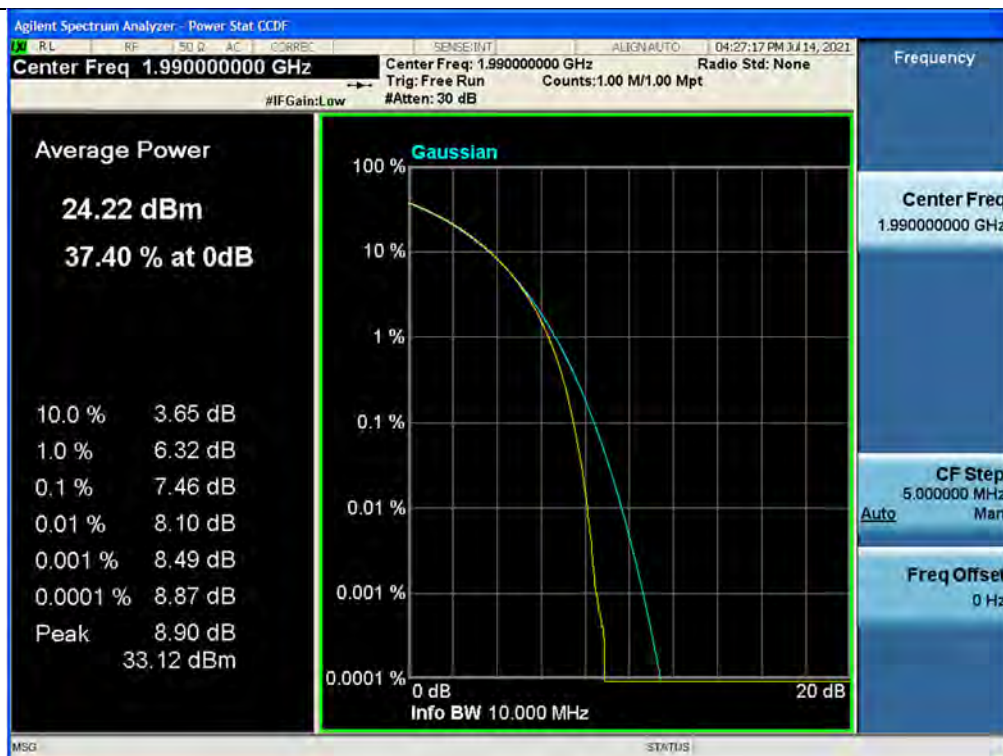 Agilent Spectrum Analyzer - Power Stat CCDF
LXI RL RF 50 Ω AC CORREC SENSE:INT ALIGN AUTO 04:27:17 PM Jul 14, 2021
Center Freq 1.990000000 GHz
Center Freq: 1.990000000 GHz Radio Std: None
Trig: Free Run Counts:1.00 M/1.00 Mpt
#IFGain:Low #Atten: 30 dB
Average Power
24.22 dBm
37.40 % at 0dB
10.0 % 3.65 dB
1.0 % 6.32 dB
0.1 % 7.46 dB
0.01 % 8.10 dB
0.001 % 8.49 dB
0.0001 % 8.87 dB
Peak 8.90 dB
33.12 dBm
Gaussian
100 %
10 %
1 %
0.1 %
0.01 %
0.001 %
0.0001 %
0 dB 20 dB
Info BW 10.000 MHz
Frequency
Center Freq
1.990000000 GHz
CF Step
5.000000 MHz
Auto Man
Freq Offset
0 Hz
MSG STATUS